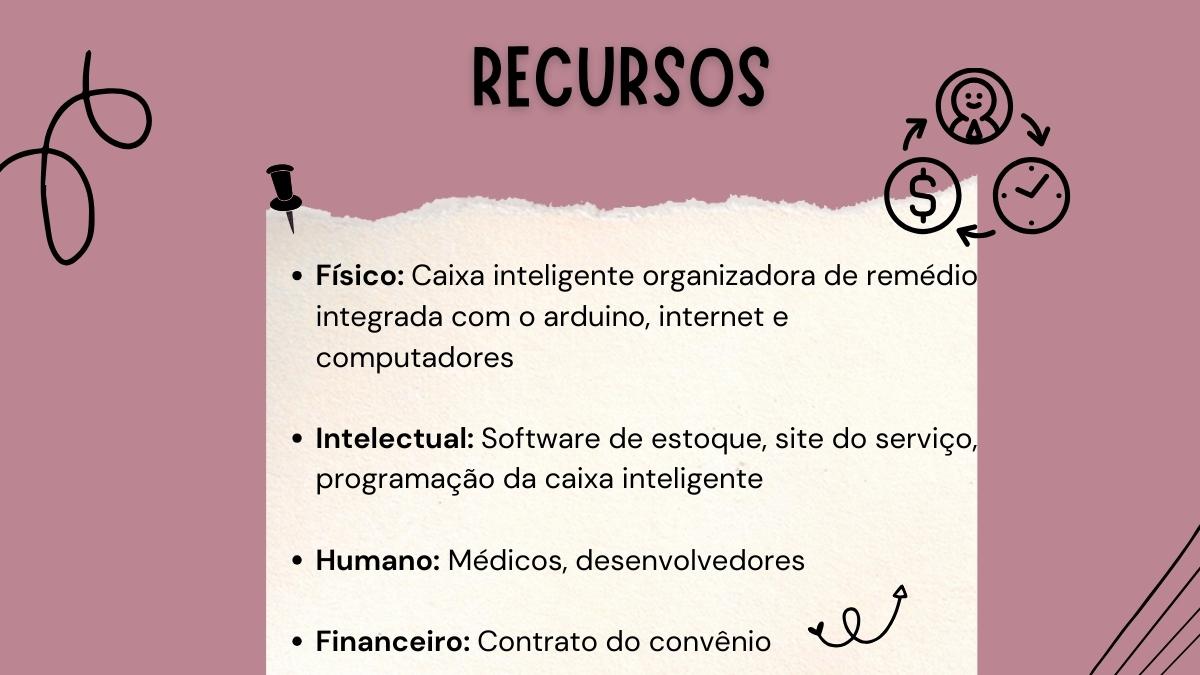 RECURSOS
• Físico: Caixa inteligente organizadora de remédio
integrada com o arduino, internet e
computadores
• Intelectual: Software de estoque, site do serviço,
programação da caixa inteligente
• Humano: Médicos, desenvolvedores
• Financeiro: Contrato do convênio